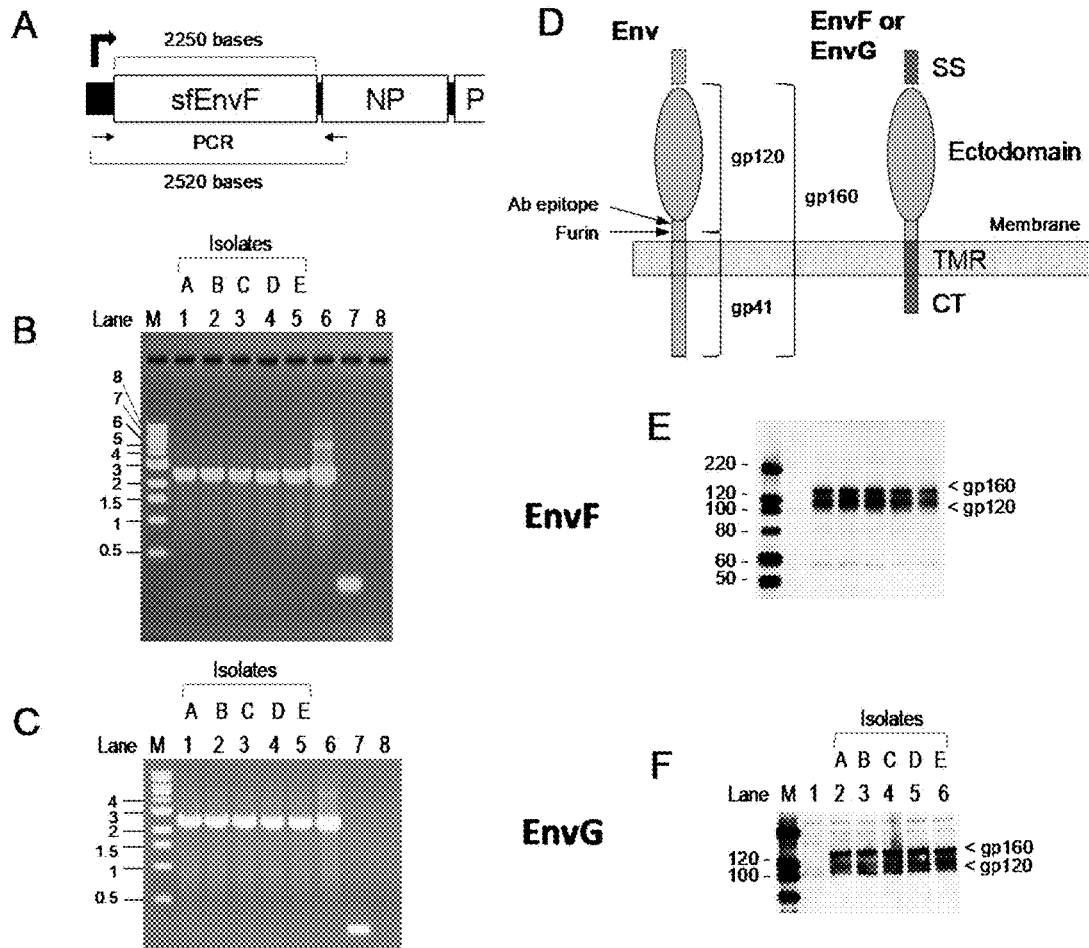 A
2250 bases
sfEnvF
NP
P
PCR
2520 bases
Isolates
A B C D E
Lane M 1 2 3 4 5 6 7 8
B
8
7
6
5
4
3
2
1.5
1
0.5
Isolates
A B C D E
C
Lane M 1 2 3 4 5 6 7 8
4
3
2
1.5
1
0.5
D
Env
EnvF or
EnvG
SS
Ectodomain
gp120
gp160
Ab epitope
Furin
Membrane
TMR
gp41
CT
E
EnvF
220 -
120 -
100 -
80 -
60 -
50 -
< gp160
< gp120
Isolates
F
A B C D E
Lane M 1 2 3 4 5 6
EnvG
120 -
100 -
< gp160
< gp120